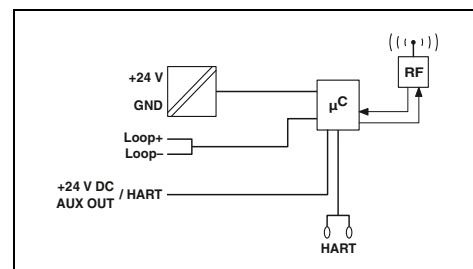 RF
+24 V
µC
GND
Loop+
Loop–
+24 V DC
AUX OUT / HART
HART